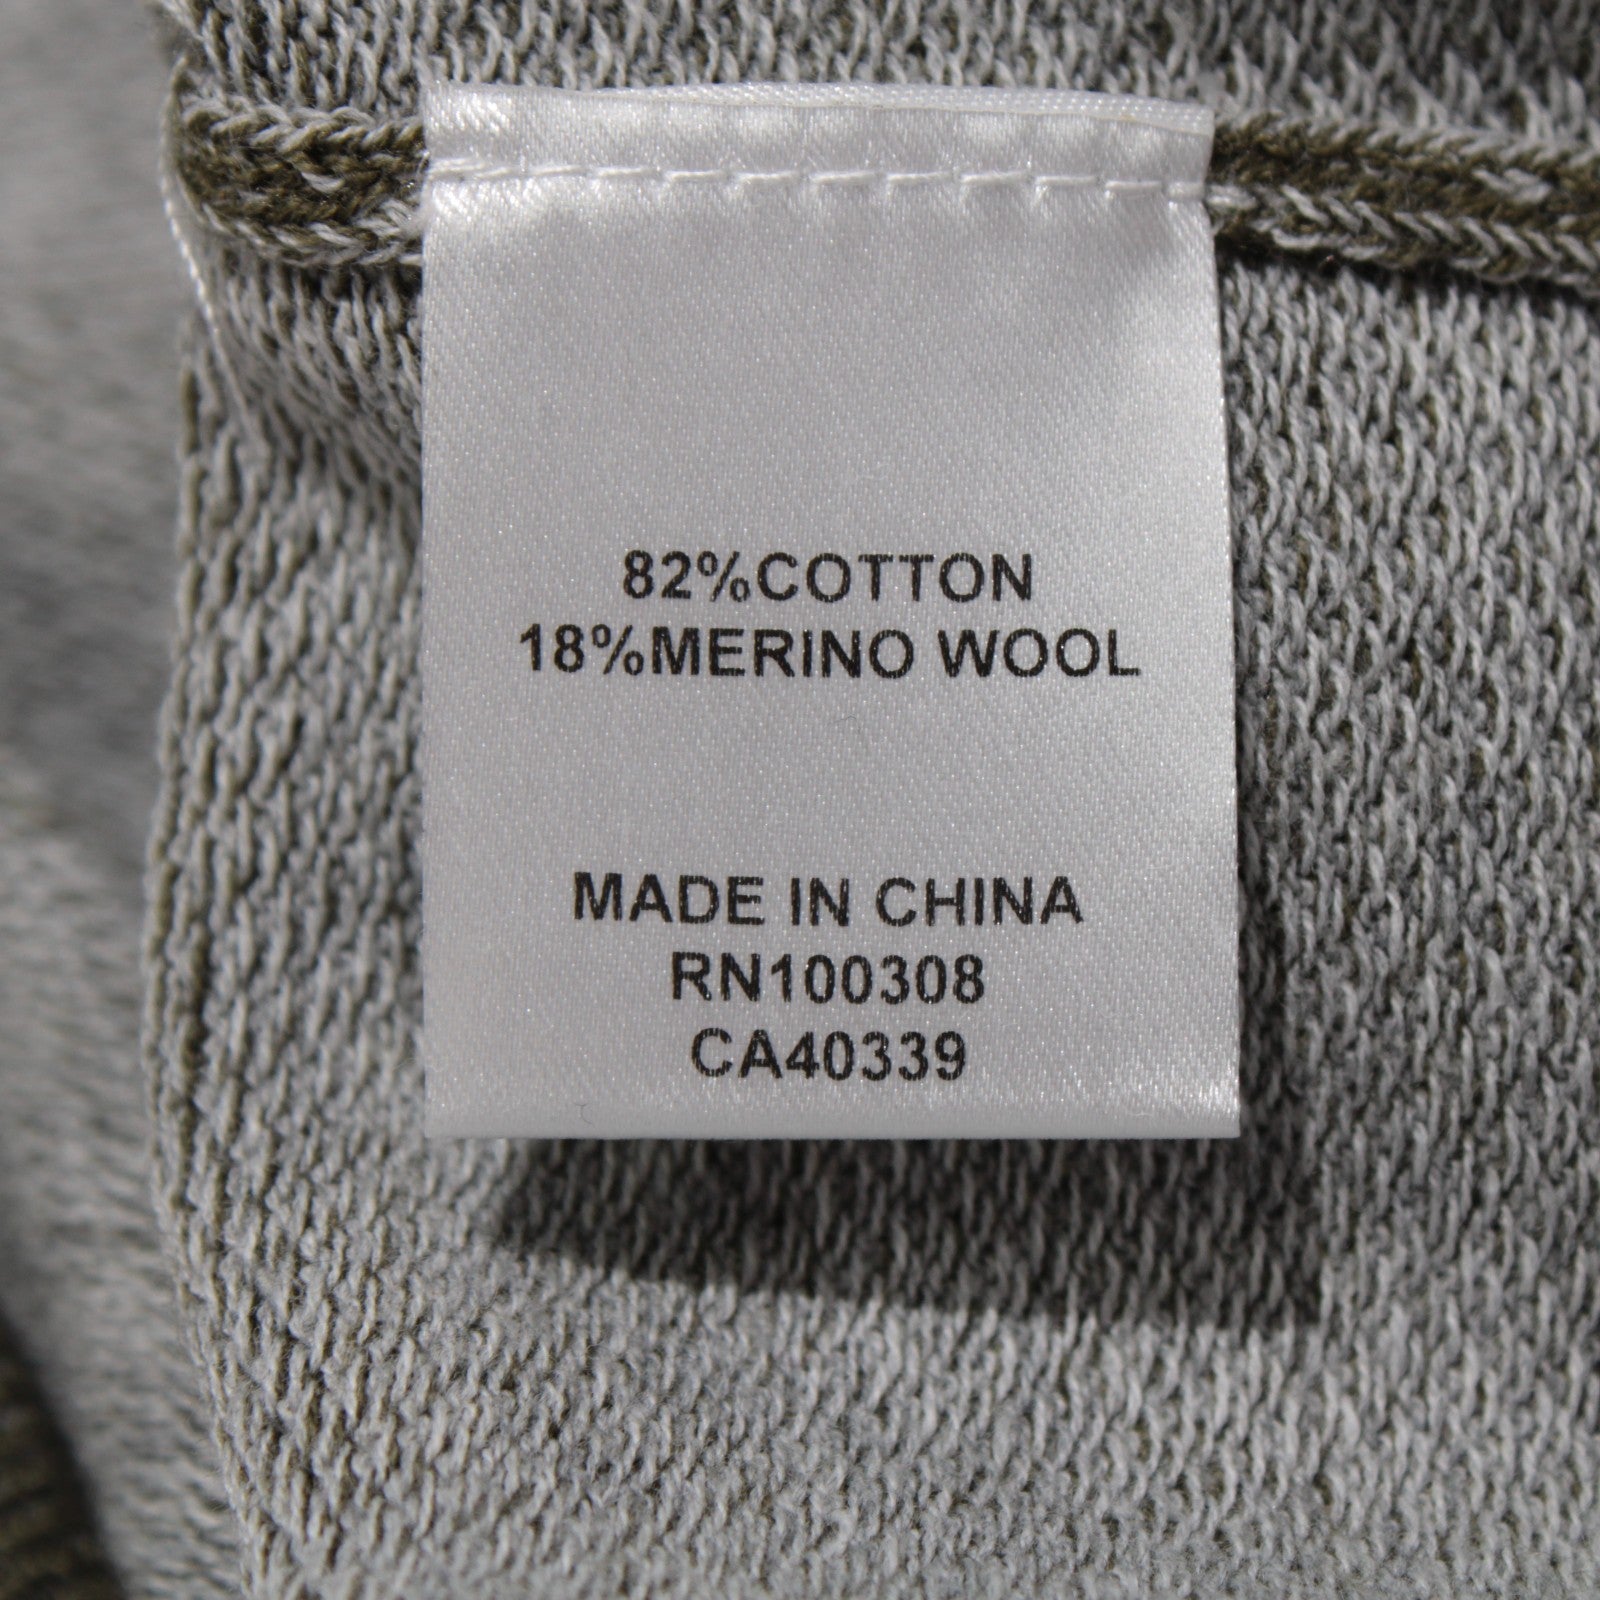 82%COTTON
18%MERINO WOOL
MADE IN CHINA
RN100308
CA40339